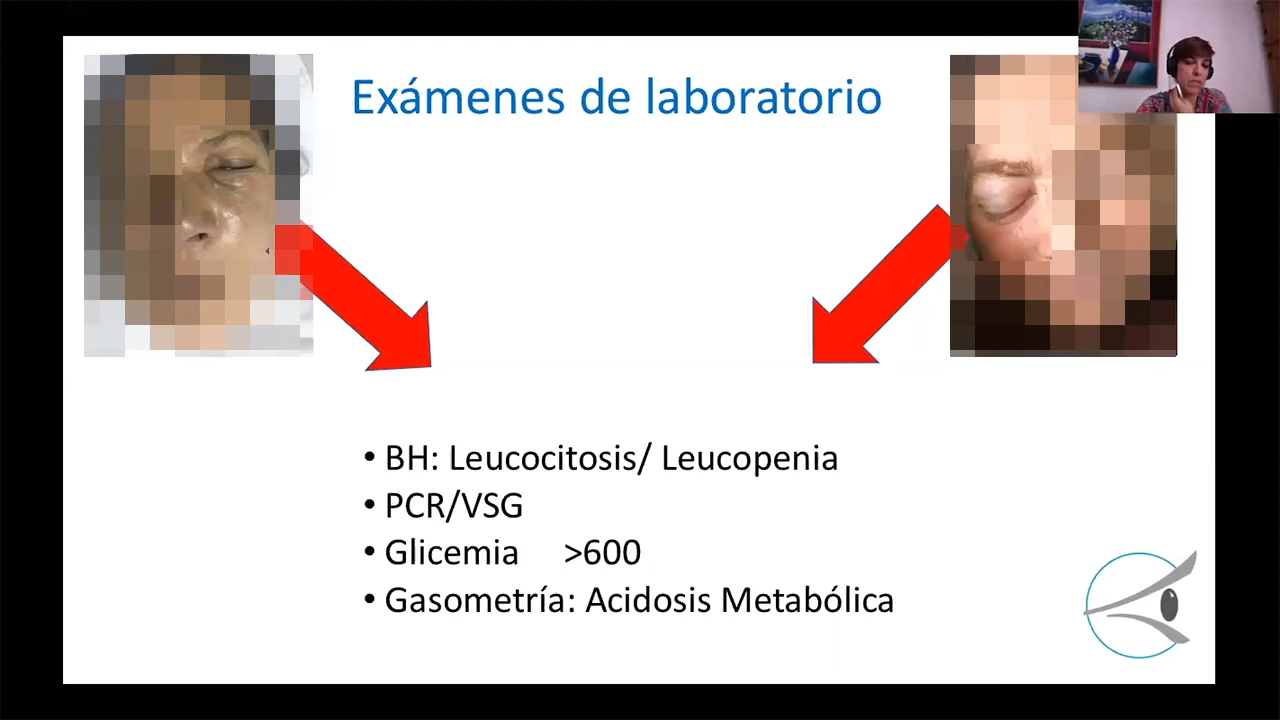 Exámenes de laboratorio
• BH: Leucocitosis/ Leucopenia
• PCR/VSG
• Glicemia >600
• Gasometría: Acidosis Metabólica